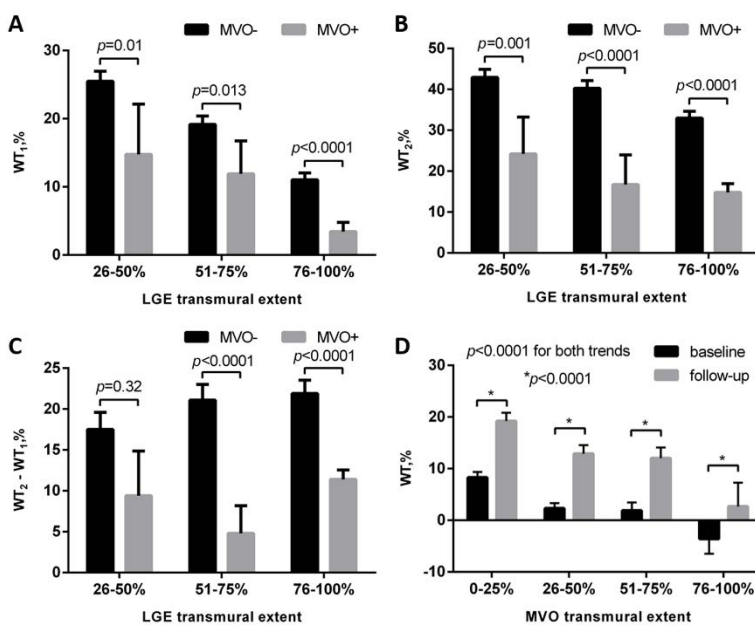 A
MVO-
MVO+
WT₁,%
30
20
10
0
p=0.01
p=0.013
p<0.0001
26-50%
51-75%
76-100%
LGE transmural extent
B
MVO-
MVO+
WT₂,%
50
40
30
20
10
0
p=0.001
p<0.0001
p<0.0001
26-50%
51-75%
76-100%
LGE transmural extent
C
MVO-
MVO+
WT₂ - WT₁,%
25
20
15
10
5
0
p=0.32
p<0.0001
p<0.0001
26-50%
51-75%
76-100%
LGE transmural extent
D
p<0.0001 for both trends
*p<0.0001
baseline
follow-up
WT,%
30
20
10
0
-10
*
*
*
*
0-25%
26-50%
51-75%
76-100%
MVO transmural extent